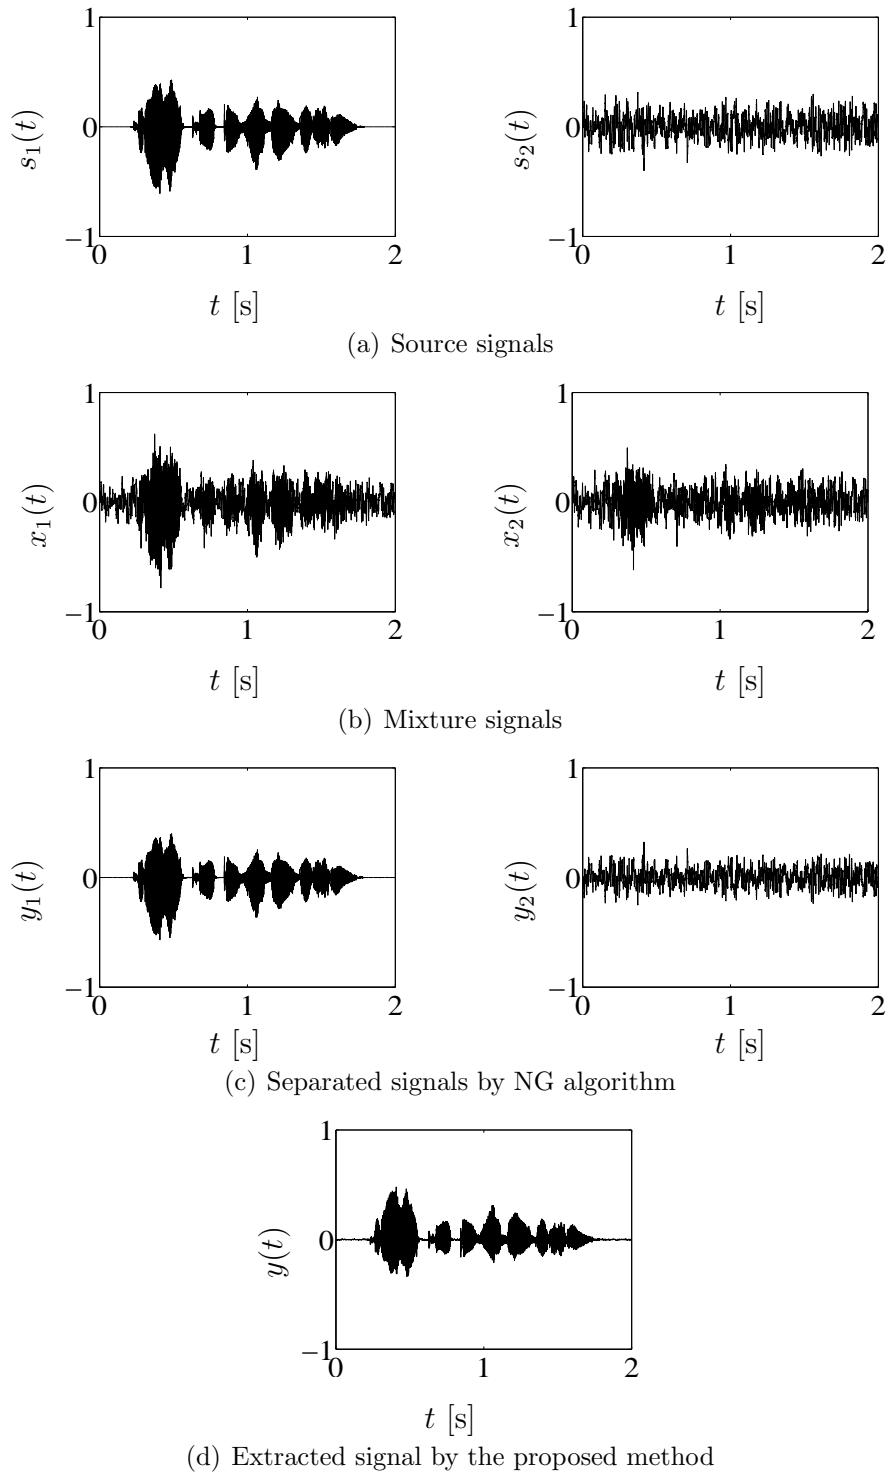 1
1
s₁(t)
0
s₂(t)
0
−1
−1
0
1
2
0
1
2
t [s]
t [s]
(a) Source signals
1
1
x₁(t)
0
x₂(t)
0
−1
−1
0
1
2
0
1
2
t [s]
t [s]
(b) Mixture signals
1
1
y₁(t)
0
y₂(t)
0
−1
−1
0
1
2
0
1
2
t [s]
t [s]
(c) Separated signals by NG algorithm
1
y(t)
0
−1
0
1
2
t [s]
(d) Extracted signal by the proposed method